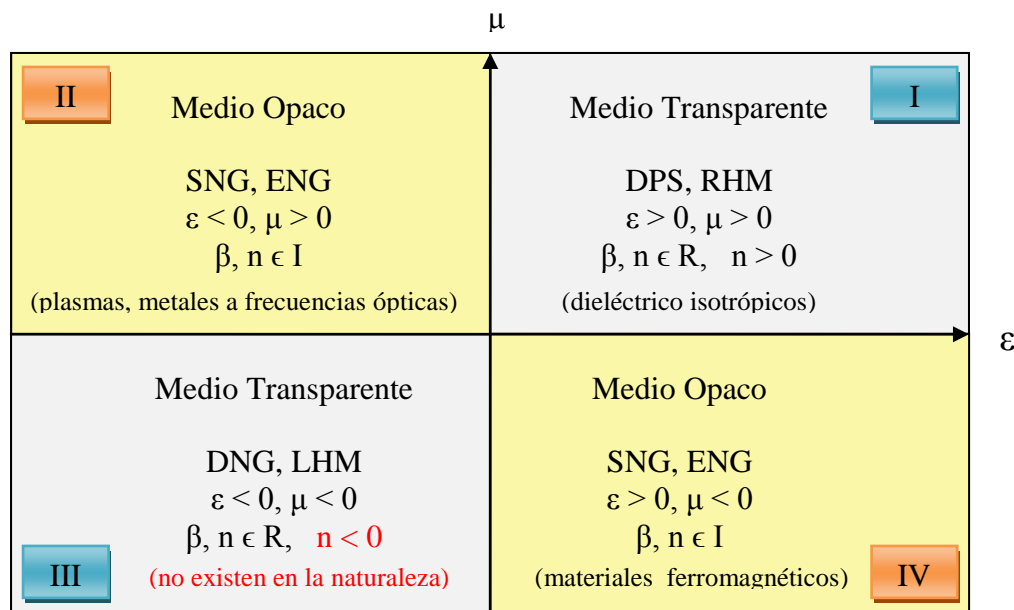 μ
II
Medio Opaco
SNG, ENG
ε < 0, μ > 0
β, n ϵ I
(plasmas, metales a frecuencias ópticas)
I
Medio Transparente
DPS, RHM
ε > 0, μ > 0
β, n ϵ R, n > 0
(dieléctrico isotrópicos)
ε
Medio Transparente
DNG, LHM
ε < 0, μ < 0
β, n ϵ R, n < 0
(no existen en la naturaleza)
III
Medio Opaco
SNG, ENG
ε > 0, μ < 0
β, n ϵ I
(materiales ferromagnéticos)
IV